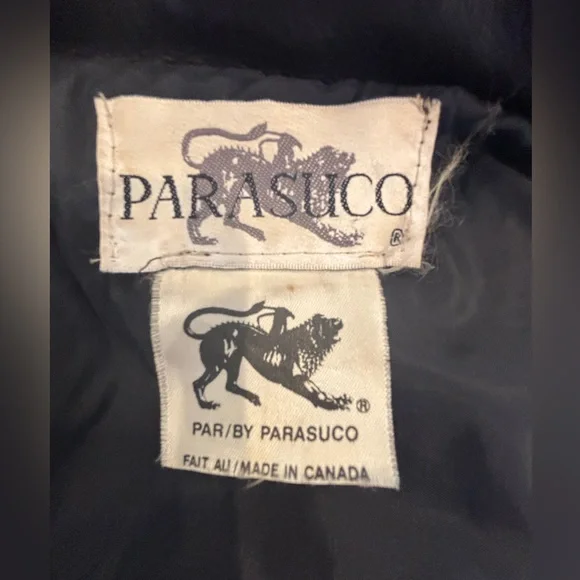 PARASUCO
®
®
PAR/BY PARASUCO
FAIT AU/MADE IN CANADA